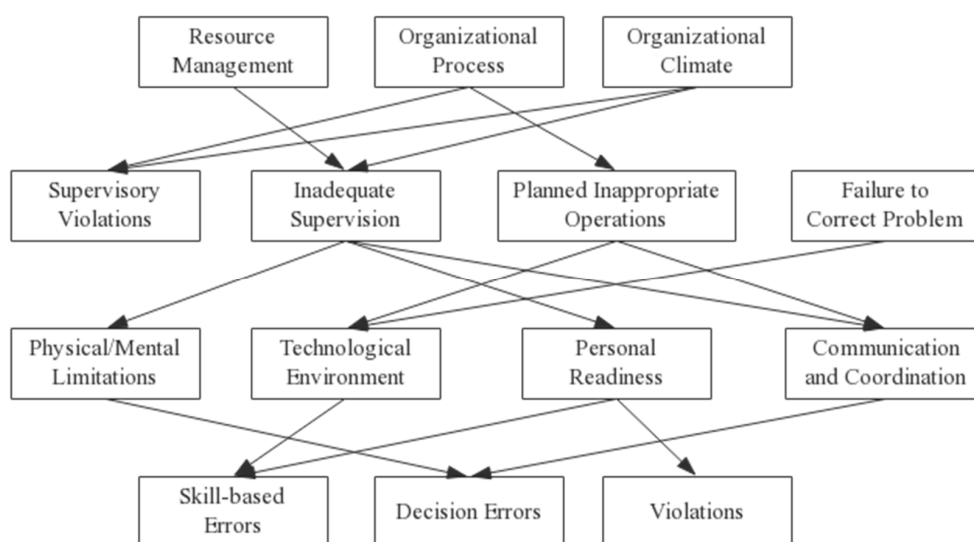 Resource
Management
Organizational
Process
Organizational
Climate
Supervisory
Violations
Inadequate
Supervision
Planned Inappropriate
Operations
Failure to
Correct Problem
Physical/Mental
Limitations
Technological
Environment
Personal
Readiness
Communication
and Coordination
Skill-based
Errors
Decision Errors
Violations